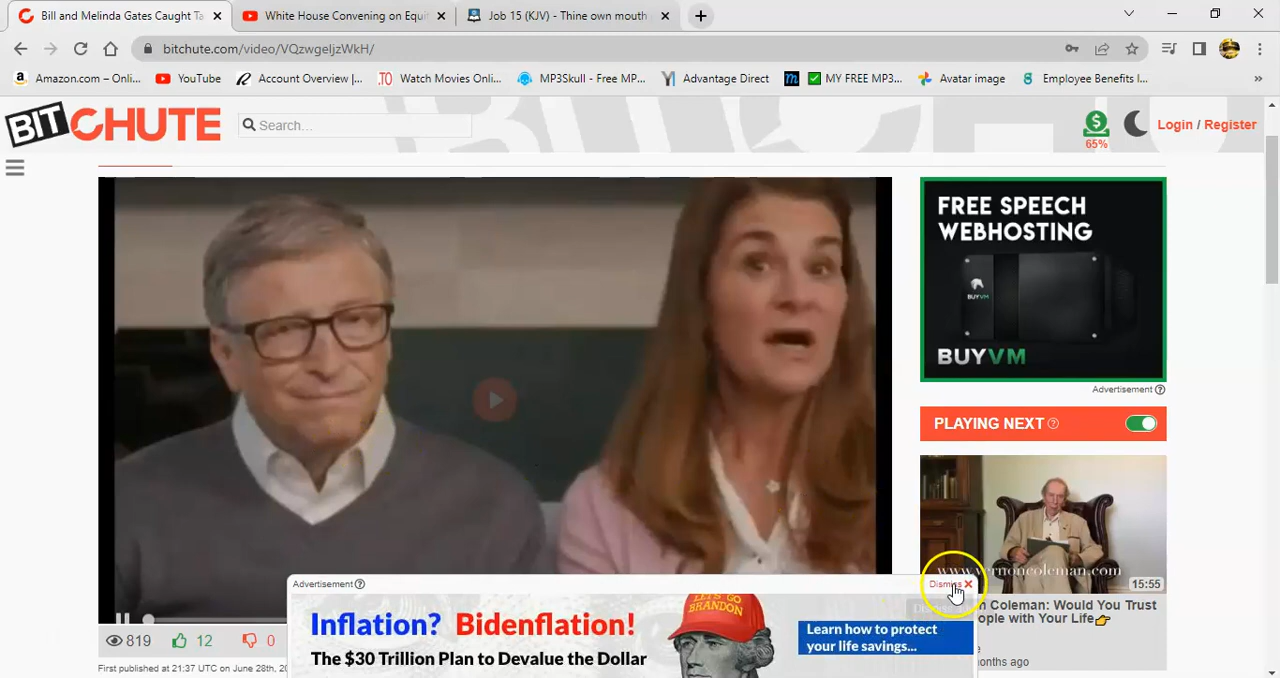 Bill and Melinda Gates Caught Ta
White House Convening on Equit
Job 15 (KJV) - Thine own mouth
bitchute.com/video/VQzwgeljzWkH/
Amazon.com – Onli...
YouTube
Account Overview |...
.TO Watch Movies Onli...
MP3Skull - Free MP...
Advantage Direct
MY FREE MP3...
Avatar image
Employee Benefits I...
BITCHUTE
Search...
65%
Login / Register
FREE SPEECH
WEBHOSTING
BUYVM
BUYVM
Advertisement
PLAYING NEXT
www.vernoncoleman.com
15:55
n Coleman: Would You Trust
ople with Your Life
months ago
Advertisement
Dismiss
Inflation? Bidenflation!
The $30 Trillion Plan to Devalue the Dollar
LET'S GO
BRANDON
Learn how to protect
your life savings...
819
12
0
First published at 21:37 UTC on June 28th, 20